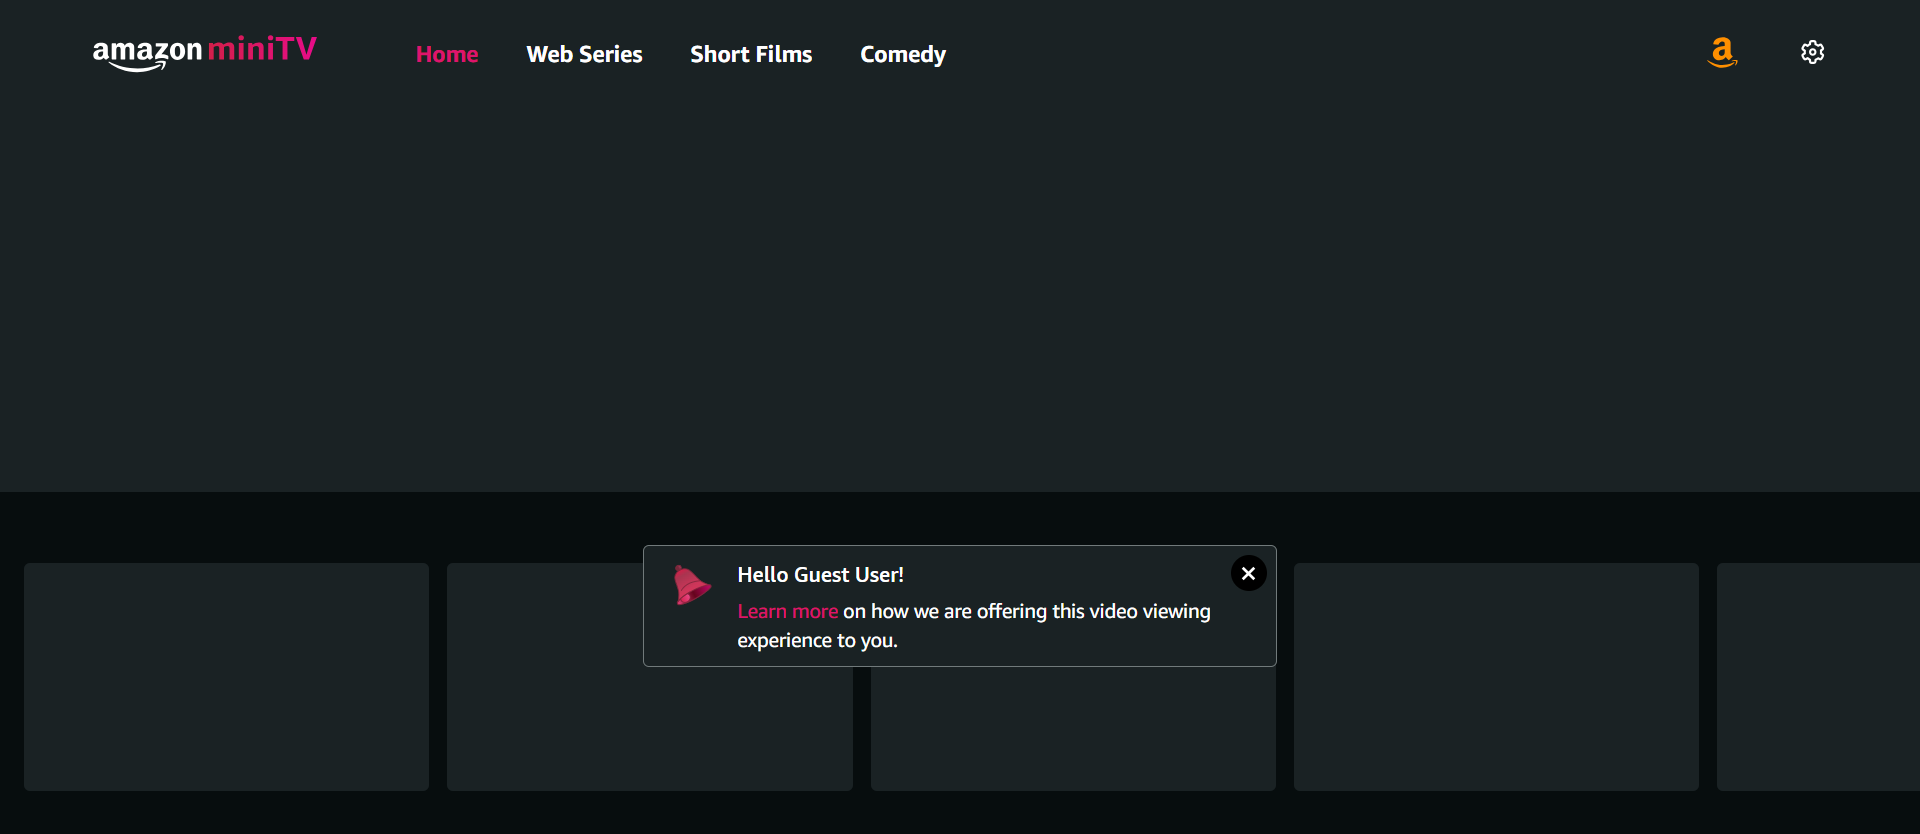 amazon miniTV
Home
Web Series
Short Films
Comedy
a
Hello Guest User!
Learn more on how we are offering this video viewing
experience to you.